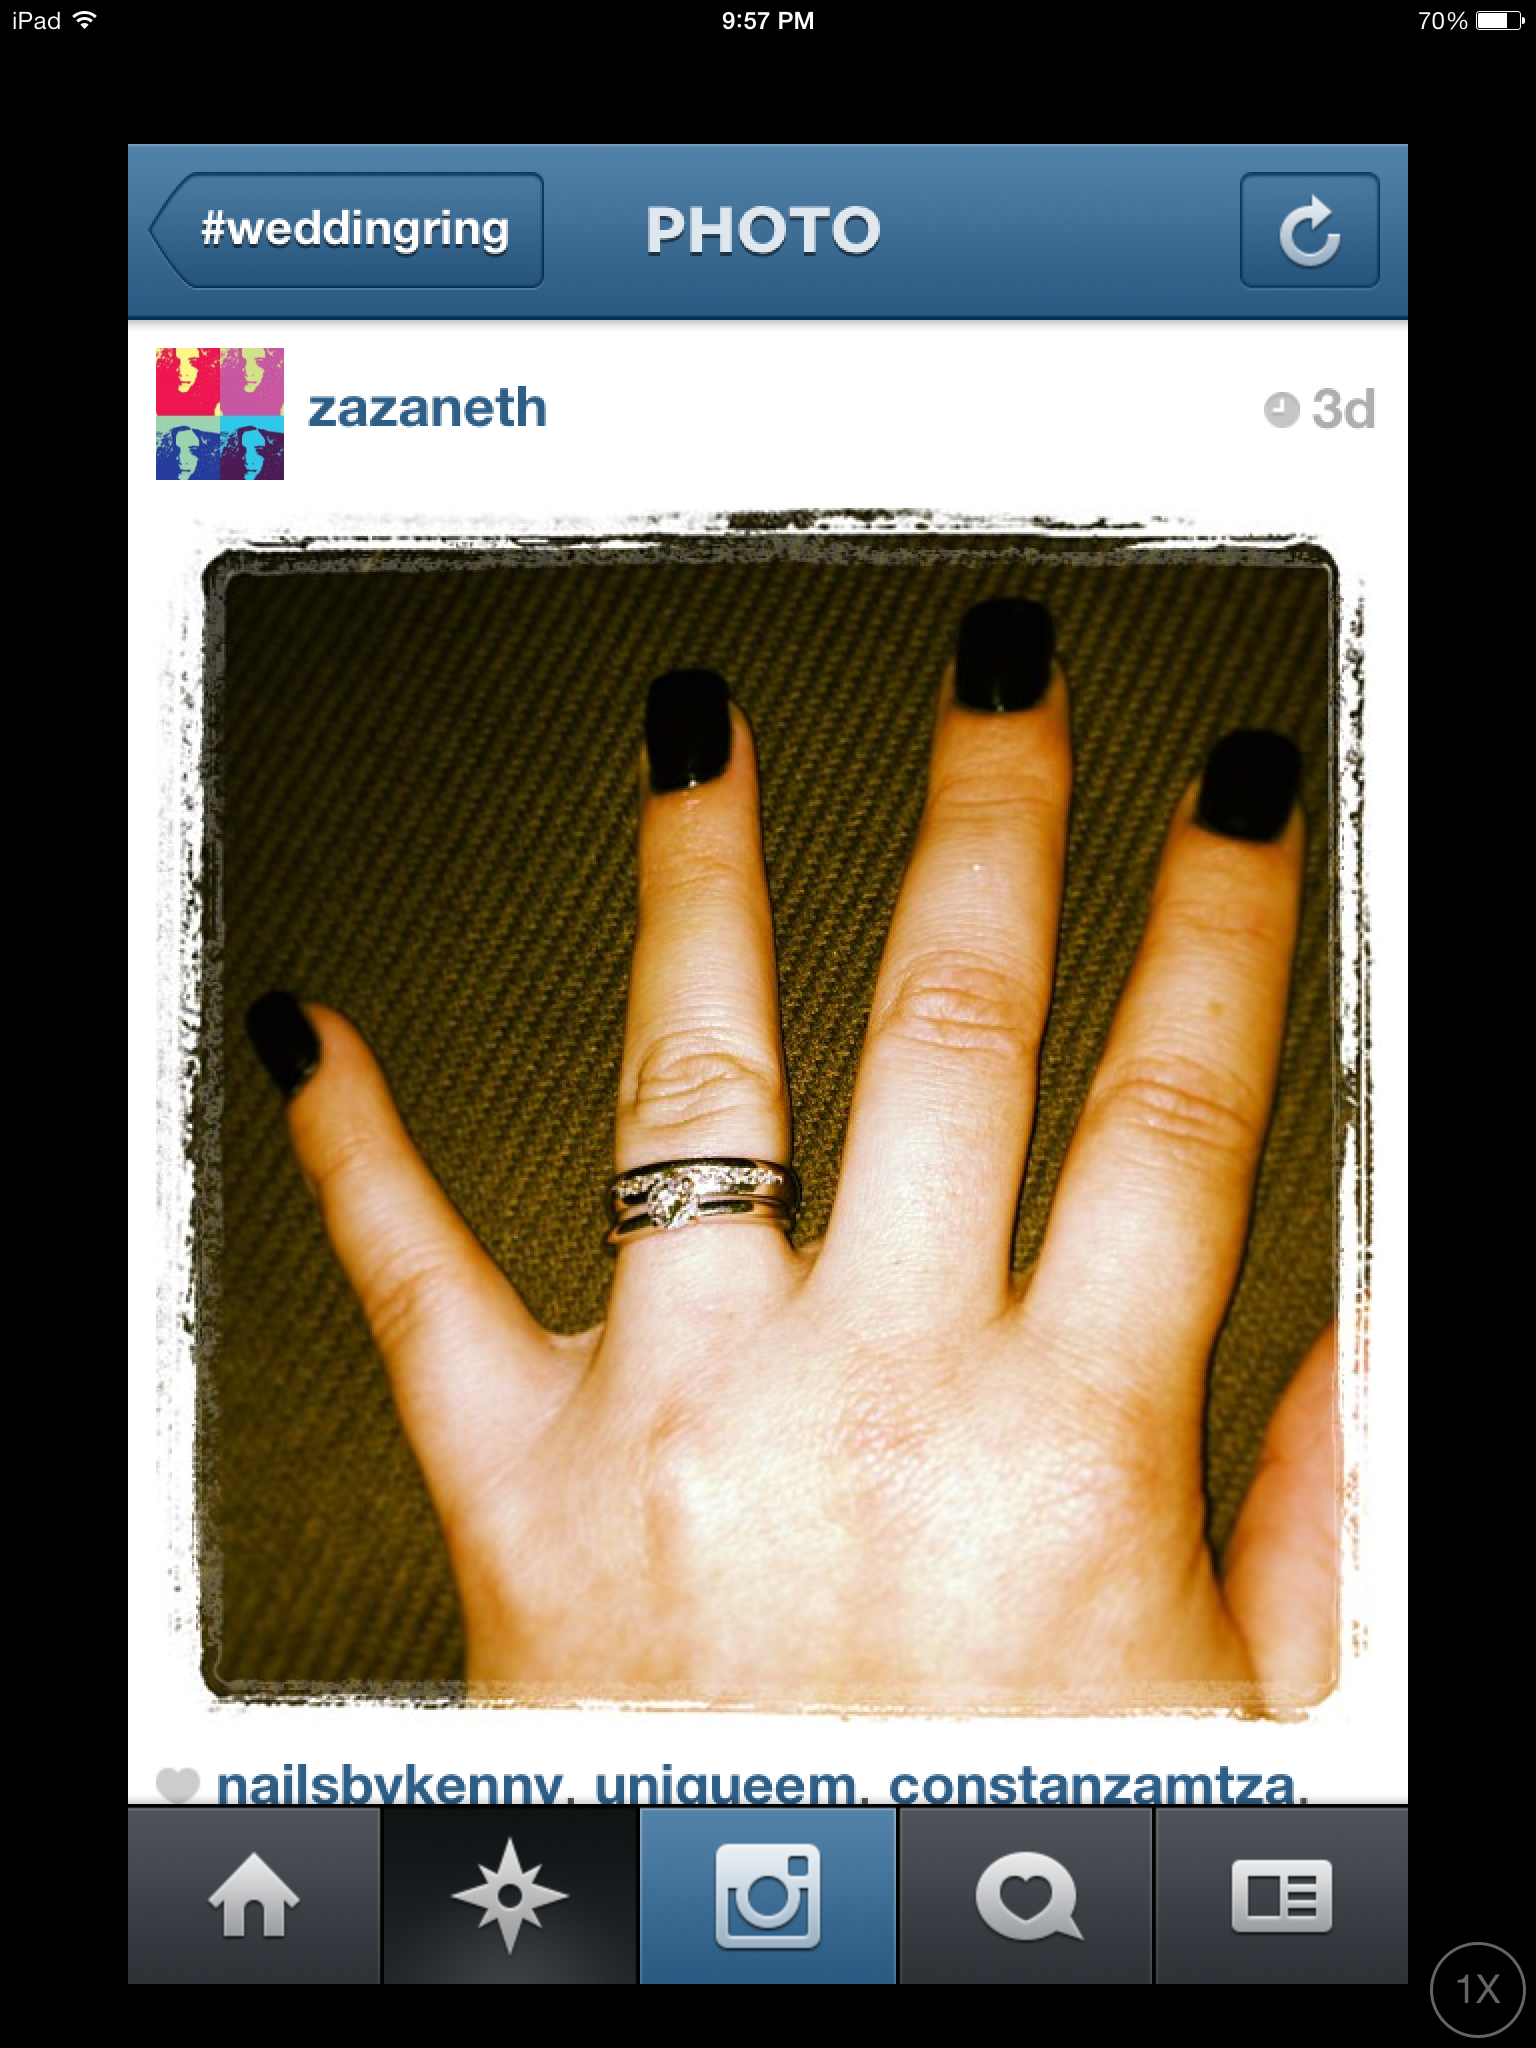 iPad 9:57 PM 70%
#weddingring PHOTO
zazaneth 3d
nailsbykenny, uniqueem, constanzamtza,
1X